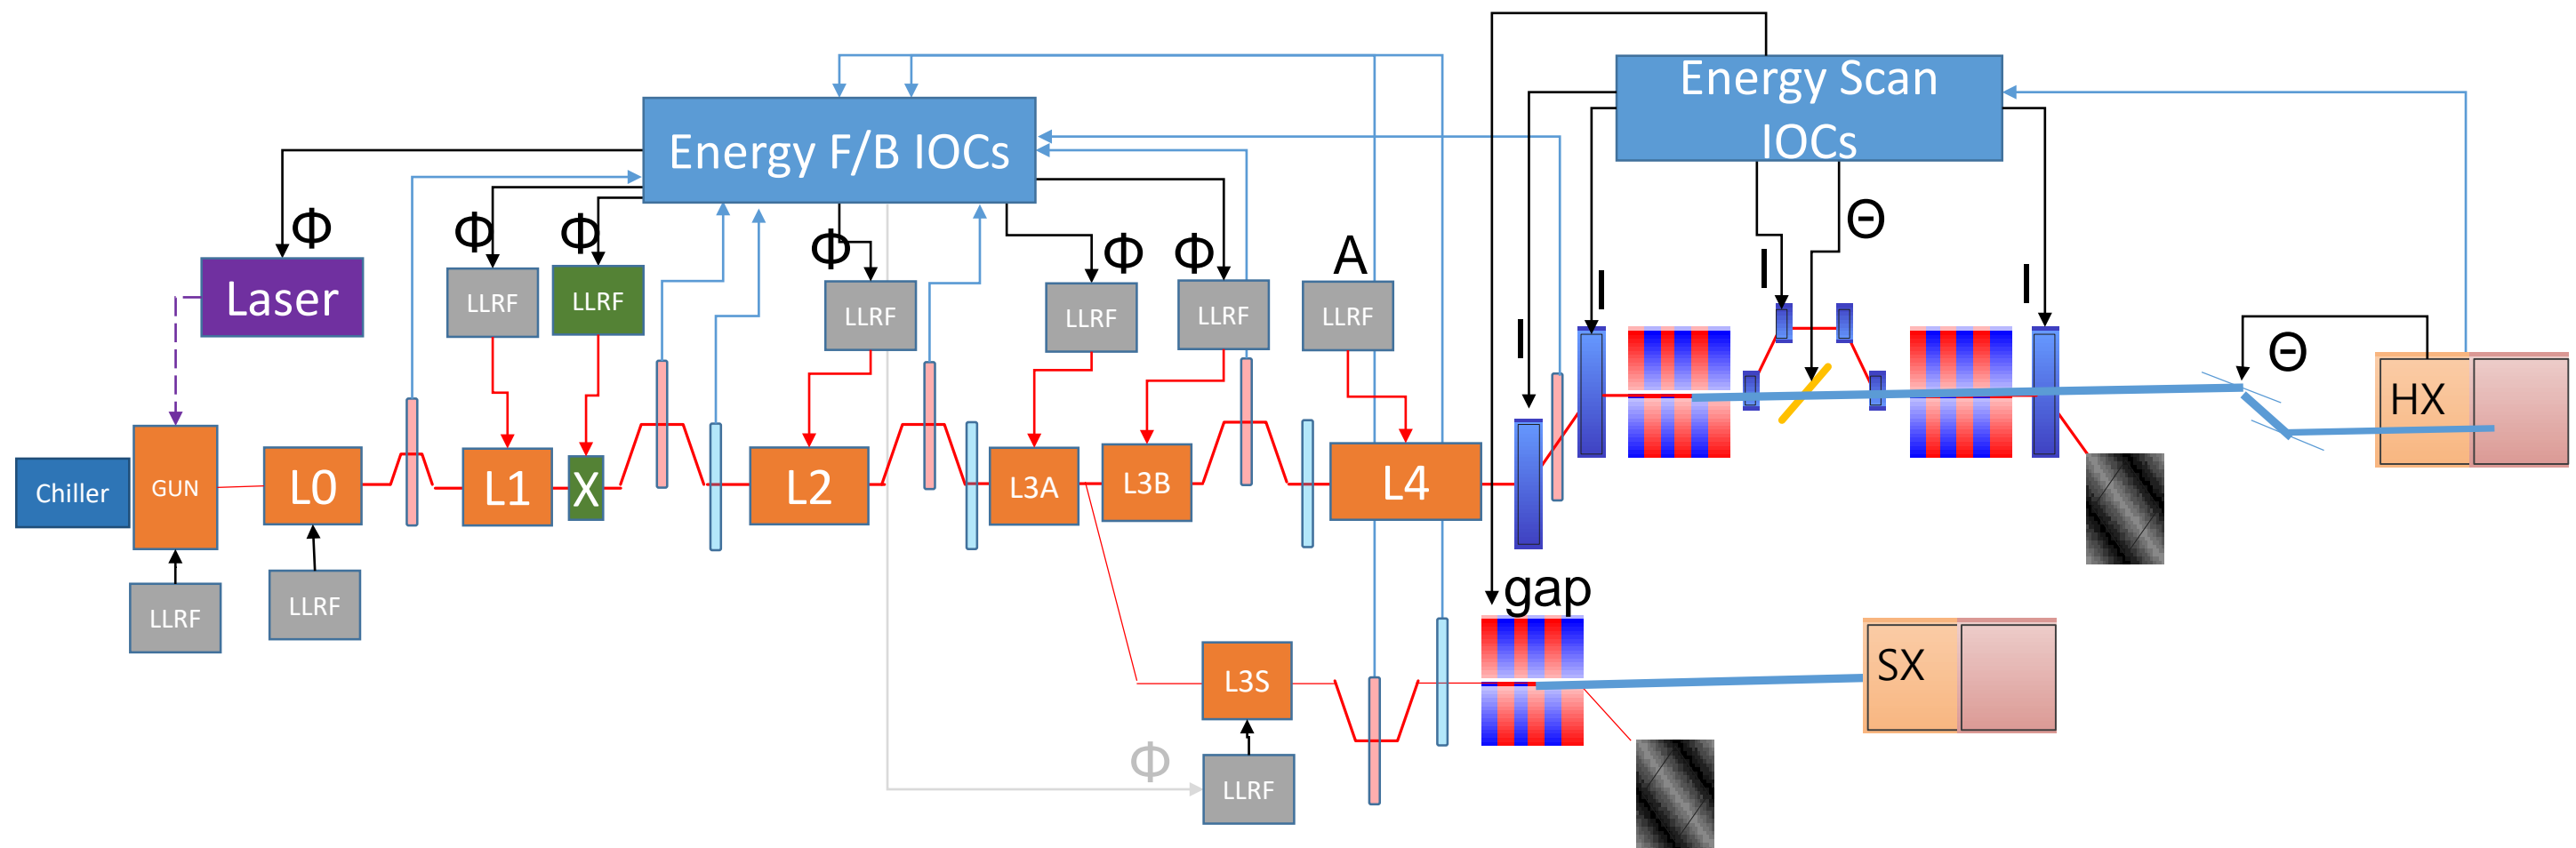 Energy Scan
IOCs
Energy F/B IOCs
Φ
Φ
Φ
Φ
Φ
Φ
A
I
I
I
Θ
I
Θ
Laser
LLRF
LLRF
LLRF
LLRF
LLRF
LLRF
HX
Chiller
GUN
L0
L1
X
L2
L3A
L3B
L4
LLRF
LLRF
gap
L3S
SX
Φ
LLRF